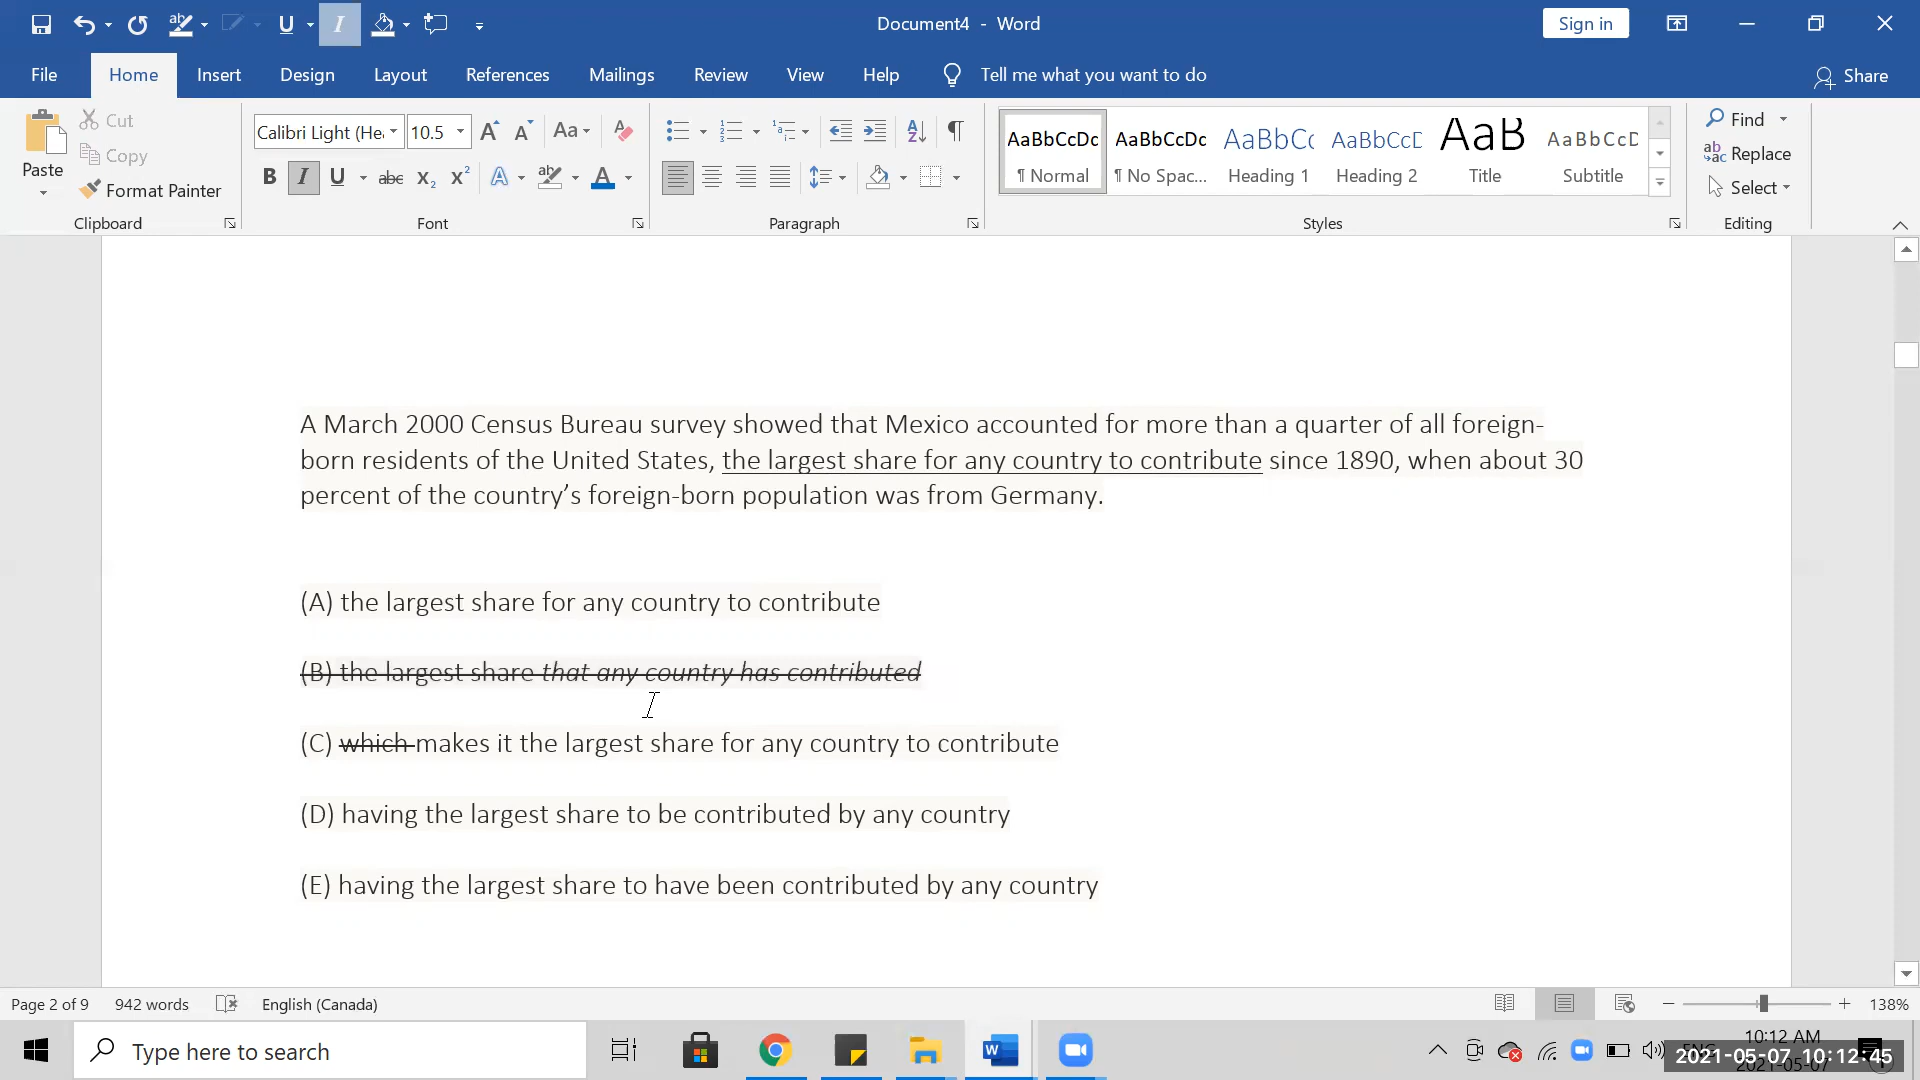 Document4 - Word
Sign in
File Home Insert Design Layout References Mailings Review View Help Tell me what you want to do Share
Paste
Cut
Copy
Format Painter
Clipboard
Calibri Light (He 10.5
Font
Paragraph
AaBbCcDc AaBbCcDc AaBbCc AaBbCcD AaB AaBbCcD
¶ Normal ¶ No Spac... Heading 1 Heading 2 Title Subtitle
Styles
Find
Replace
Select
Editing
A March 2000 Census Bureau survey showed that Mexico accounted for more than a quarter of all foreign-
born residents of the United States, the largest share for any country to contribute since 1890, when about 30
percent of the country’s foreign-born population was from Germany.
(A) the largest share for any country to contribute
(B) the largest share that any country has contributed
(C) which makes it the largest share for any country to contribute
(D) having the largest share to be contributed by any country
(E) having the largest share to have been contributed by any country
Page 2 of 9 942 words English (Canada) 138%
Type here to search
10:12 AM
2021-05-07 10:12:45